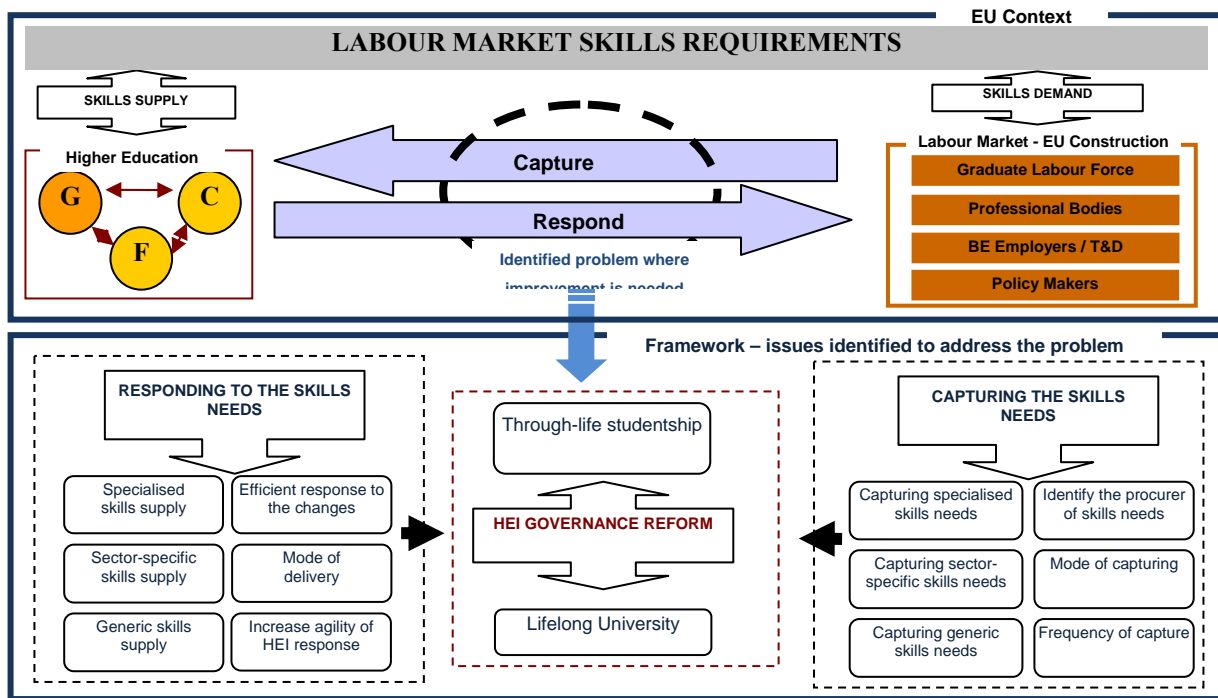 EU Context
LABOUR MARKET SKILLS REQUIREMENTS
SKILLS SUPPLY
SKILLS DEMAND
Higher Education
G
C
F
Capture
Respond
Identified problem where
improvement is needed
Labour Market - EU Construction
Graduate Labour Force
Professional Bodies
BE Employers / T&D
Policy Makers
Framework – issues identified to address the problem
RESPONDING TO THE SKILLS
NEEDS
Specialised
skills supply
Efficient response to
the changes
Sector-specific
skills supply
Mode of
delivery
Generic skills
supply
Increase agility of
HEI response
Through-life studentship
HEI GOVERNANCE REFORM
Lifelong University
CAPTURING THE SKILLS
NEEDS
Capturing specialised
skills needs
Identify the procurer
of skills needs
Capturing sector-
specific skills needs
Mode of capturing
Capturing generic
skills needs
Frequency of capture